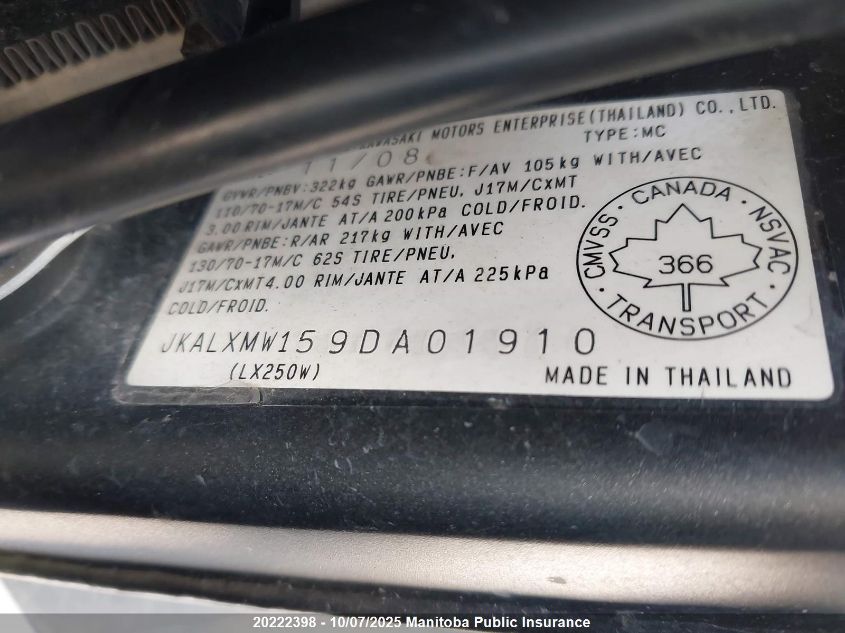 KAWASAKI MOTORS ENTERPRISE(THAILAND) CO.,LTD.
11/08 TYPE:MC
GVWR/PNBV:322kg GAWR/PNBE:F/AV 105kg WITH/AVEC
110/70-17M/C 54S TIRE/PNEU, J17M/CXMT
3.00 RIM/JANTE AT/A 200kPa COLD/FROID.
GAWR/PNBE:R/AR 217kg WITH/AVEC
130/70-17M/C 62S TIRE/PNEU,
J17M/CXMT4.00 RIM/JANTE AT/A 225kPa
COLD/FROID.
CMVSS · CANADA · NSVAC
366
· TRANSPORT ·
JKALXMW159DA01910
(LX250W)
MADE IN THAILAND
20222398 - 10/07/2025 Manitoba Public Insurance